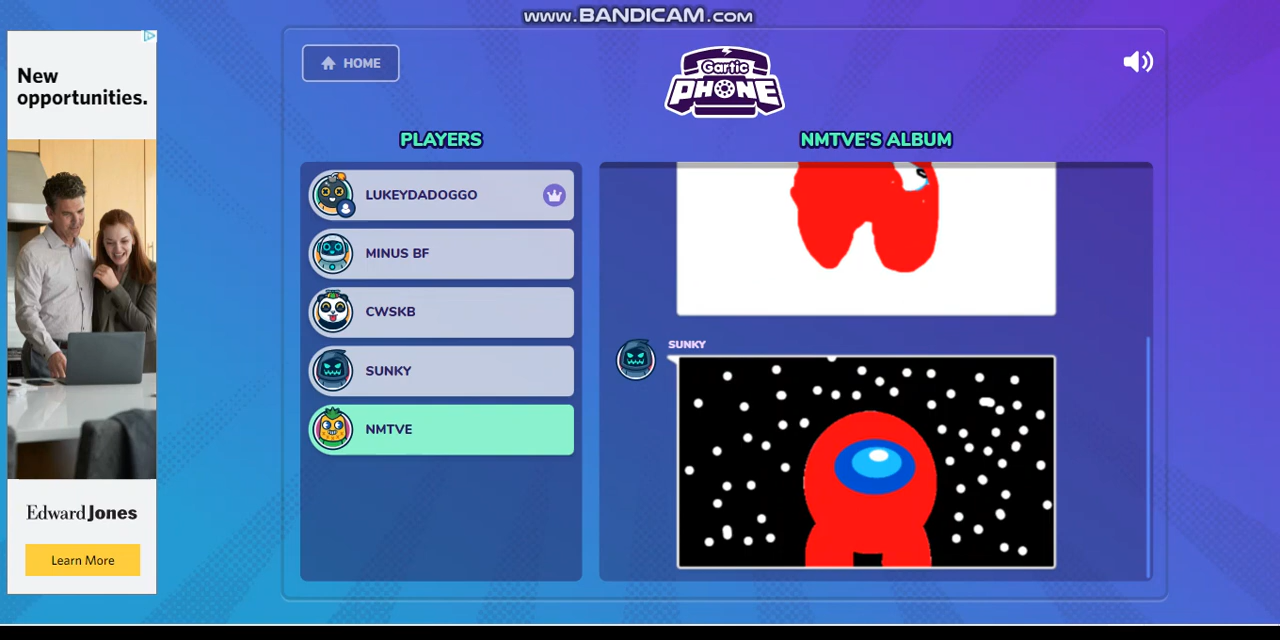 www.BANDICAM.com
New
opportunities.
Edward Jones
Learn More
HOME
Gartic
PHONE
PLAYERS
LUKEYDADOGGO
MINUS BF
CWSKB
SUNKY
NMTVE
NMTVE'S ALBUM
SUNKY